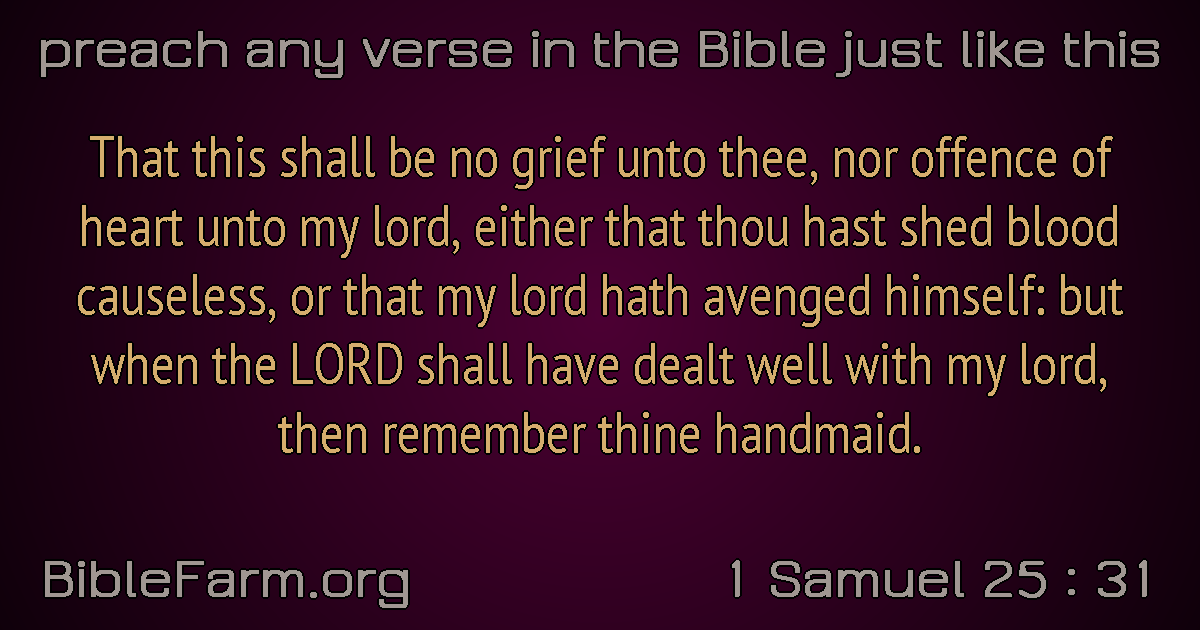 preach any verse in the Bible just like this
That this shall be no grief unto thee, nor offence of
heart unto my lord, either that thou hast shed blood
causeless, or that my lord hath avenged himself: but
when the LORD shall have dealt well with my lord,
then remember thine handmaid.
BibleFarm.org
1 Samuel 25 : 31